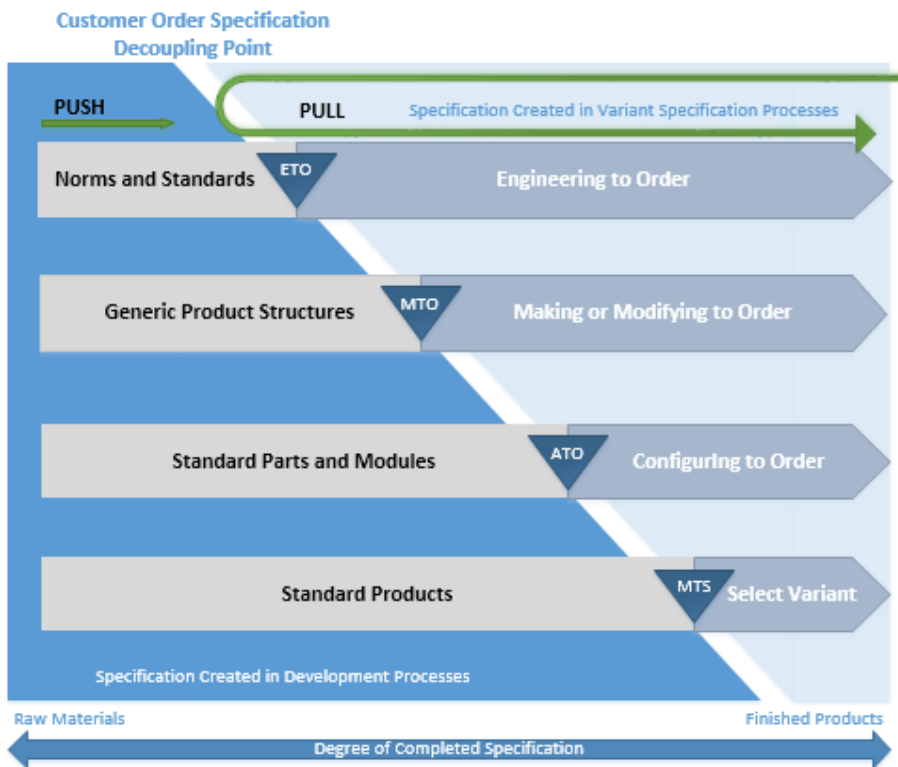 Customer Order Specification
Decoupling Point
PUSH
PULL
Specification Created in Variant Specification Processes
Norms and Standards
ETO
Engineering to Order
Generic Product Structures
MTO
Making or Modifying to Order
Standard Parts and Modules
ATO
Configuring to Order
Standard Products
MTS
Select Variant
Specification Created in Development Processes
Raw Materials
Finished Products
Degree of Completed Specification